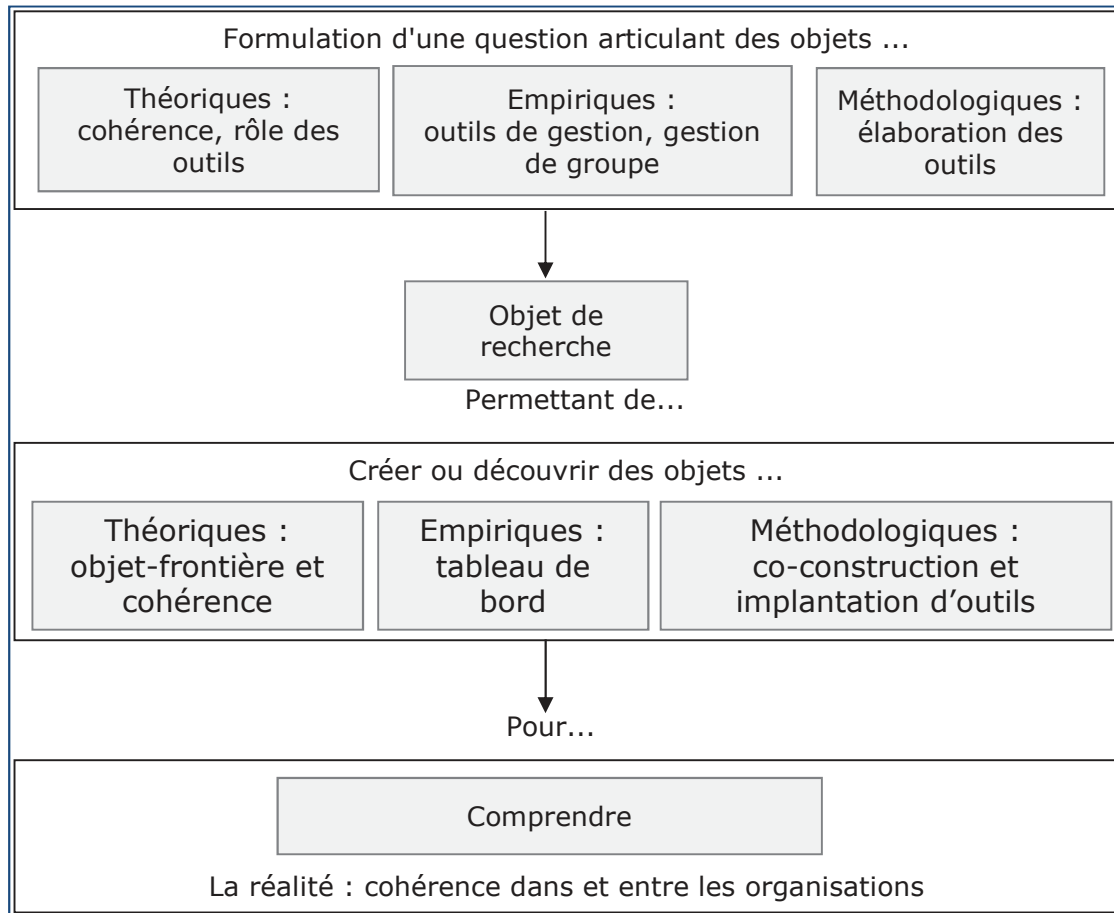 Formulation d'une question articulant des objets ...
Théoriques :
cohérence, rôle des
outils
Empiriques :
outils de gestion, gestion
de groupe
Méthodologiques :
élaboration des
outils
Objet de
recherche
Permettant de...
Créer ou découvrir des objets ...
Théoriques :
objet-frontière et
cohérence
Empiriques :
tableau de
bord
Méthodologiques :
co-construction et
implantation d’outils
Pour...
Comprendre
La réalité : cohérence dans et entre les organisations